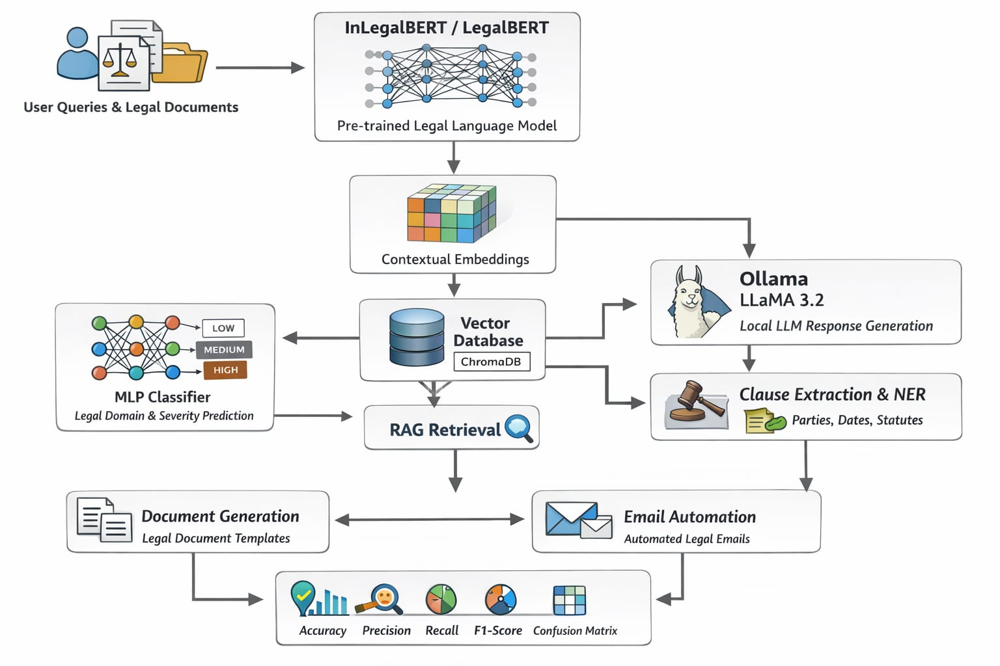 User Queries & Legal Documents
InLegalBERT / LegalBERT
Pre-trained Legal Language Model
Contextual Embeddings
Ollama
LLaMA 3.2
Local LLM Response Generation
Vector
Database
ChromaDB
LOW
MEDIUM
HIGH
MLP Classifier
Legal Domain & Severity Prediction
RAG Retrieval
Clause Extraction & NER
Parties, Dates, Statutes
Document Generation
Legal Document Templates
Email Automation
Automated Legal Emails
Accuracy
Precision
Recall
F1-Score
Confusion Matrix